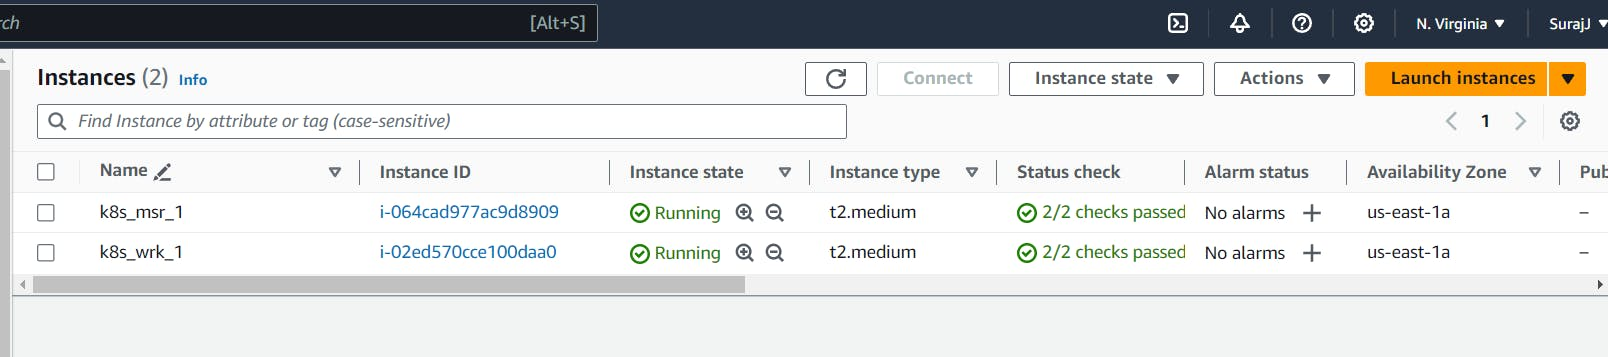 rch [Alt+S] N. Virginia SurajJ
Instances (2) Info Connect Instance state Actions Launch instances
Find Instance by attribute or tag (case-sensitive) 1
Name Instance ID Instance state Instance type Status check Alarm status Availability Zone Pub
k8s_msr_1 i-064cad977ac9d8909 Running t2.medium 2/2 checks passed No alarms + us-east-1a –
k8s_wrk_1 i-02ed570cce100daa0 Running t2.medium 2/2 checks passed No alarms + us-east-1a –